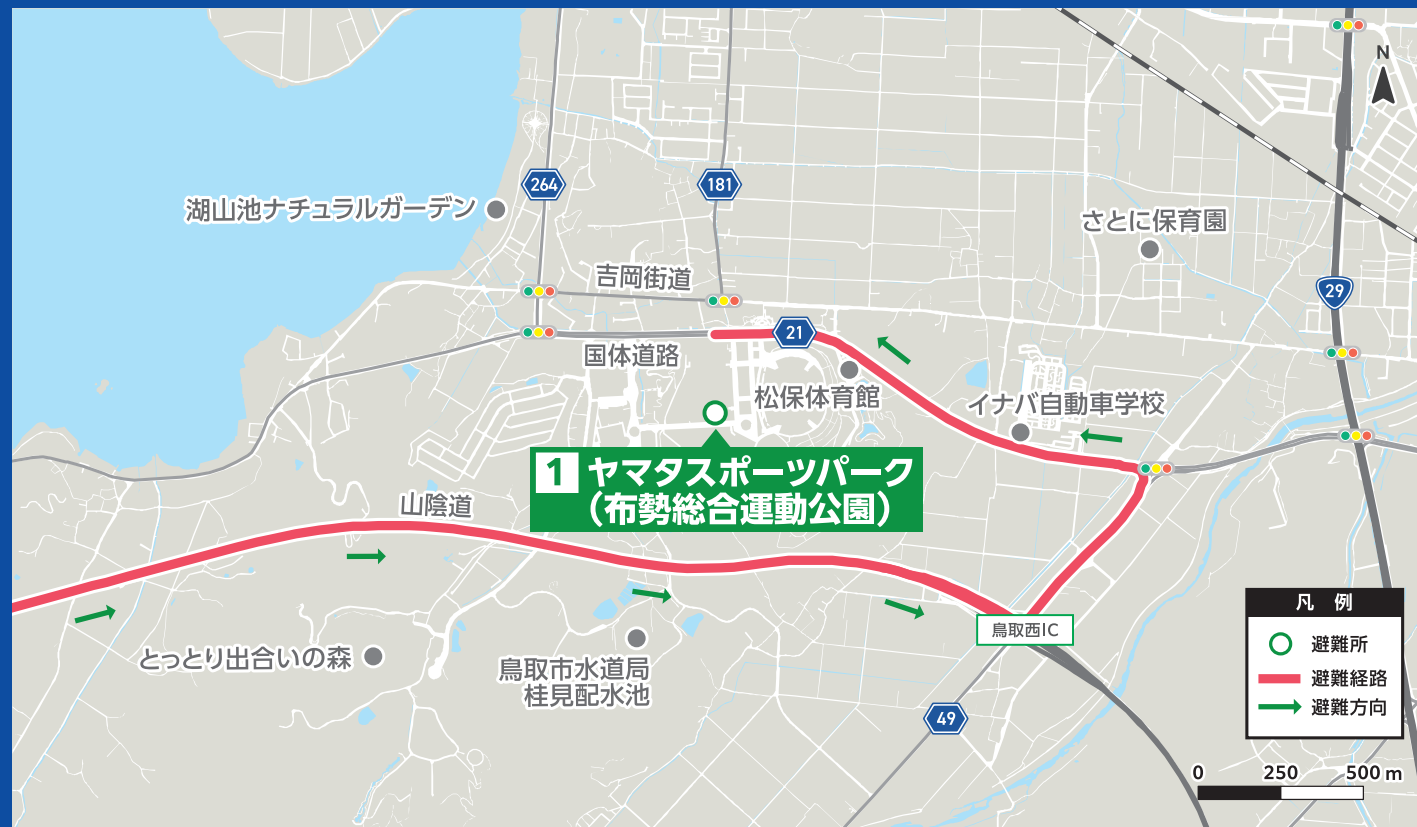 N
264
181
湖山池ナチュラルガーデン
さとに保育園
吉岡街道
29
21
国体道路
松保体育館
イナバ自動車学校
1 ヤマタスポーツパーク
（布勢総合運動公園）
山陰道
鳥取西IC
とっとり出合いの森
鳥取市水道局
桂見配水池
49
凡 例
避難所
避難経路
避難方向
0 250 500 m